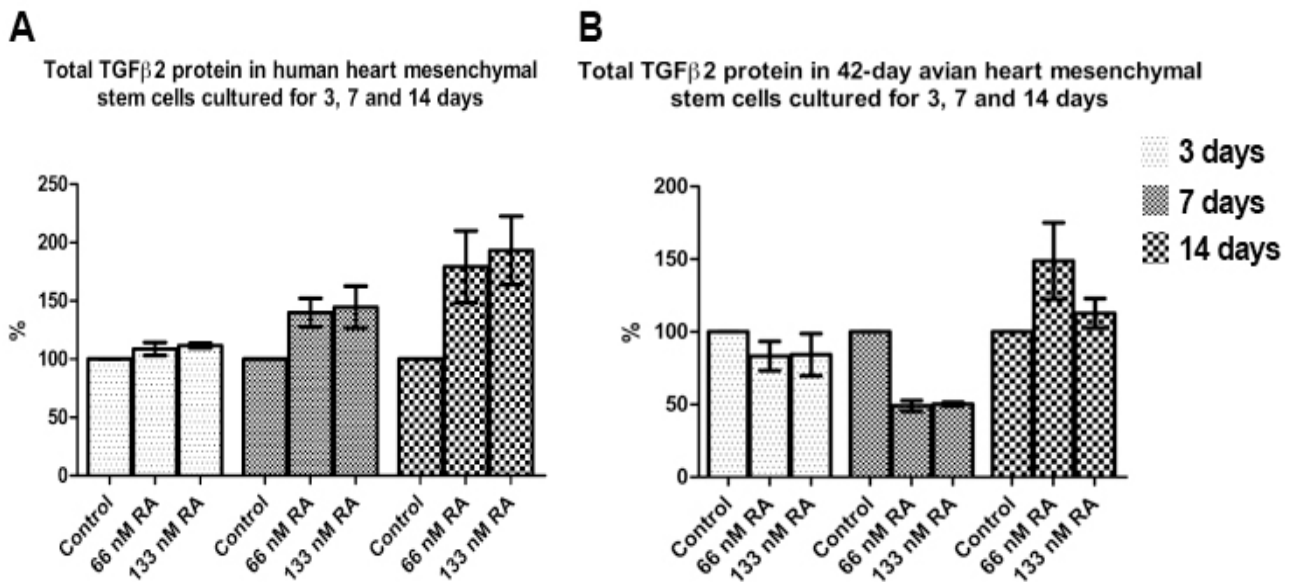 A
Total TGFβ2 protein in human heart mesenchymal
stem cells cultured for 3, 7 and 14 days
250
200
150
100
50
0
%
Control
66 nM RA
133 nM RA
Control
66 nM RA
133 nM RA
Control
66 nM RA
133 nM RA
B
Total TGFβ2 protein in 42-day avian heart mesenchymal
stem cells cultured for 3, 7 and 14 days
200
150
100
50
0
%
Control
66 nM RA
133 nM RA
Control
66 nM RA
133 nM RA
Control
66 nM RA
133 nM RA
3 days
7 days
14 days